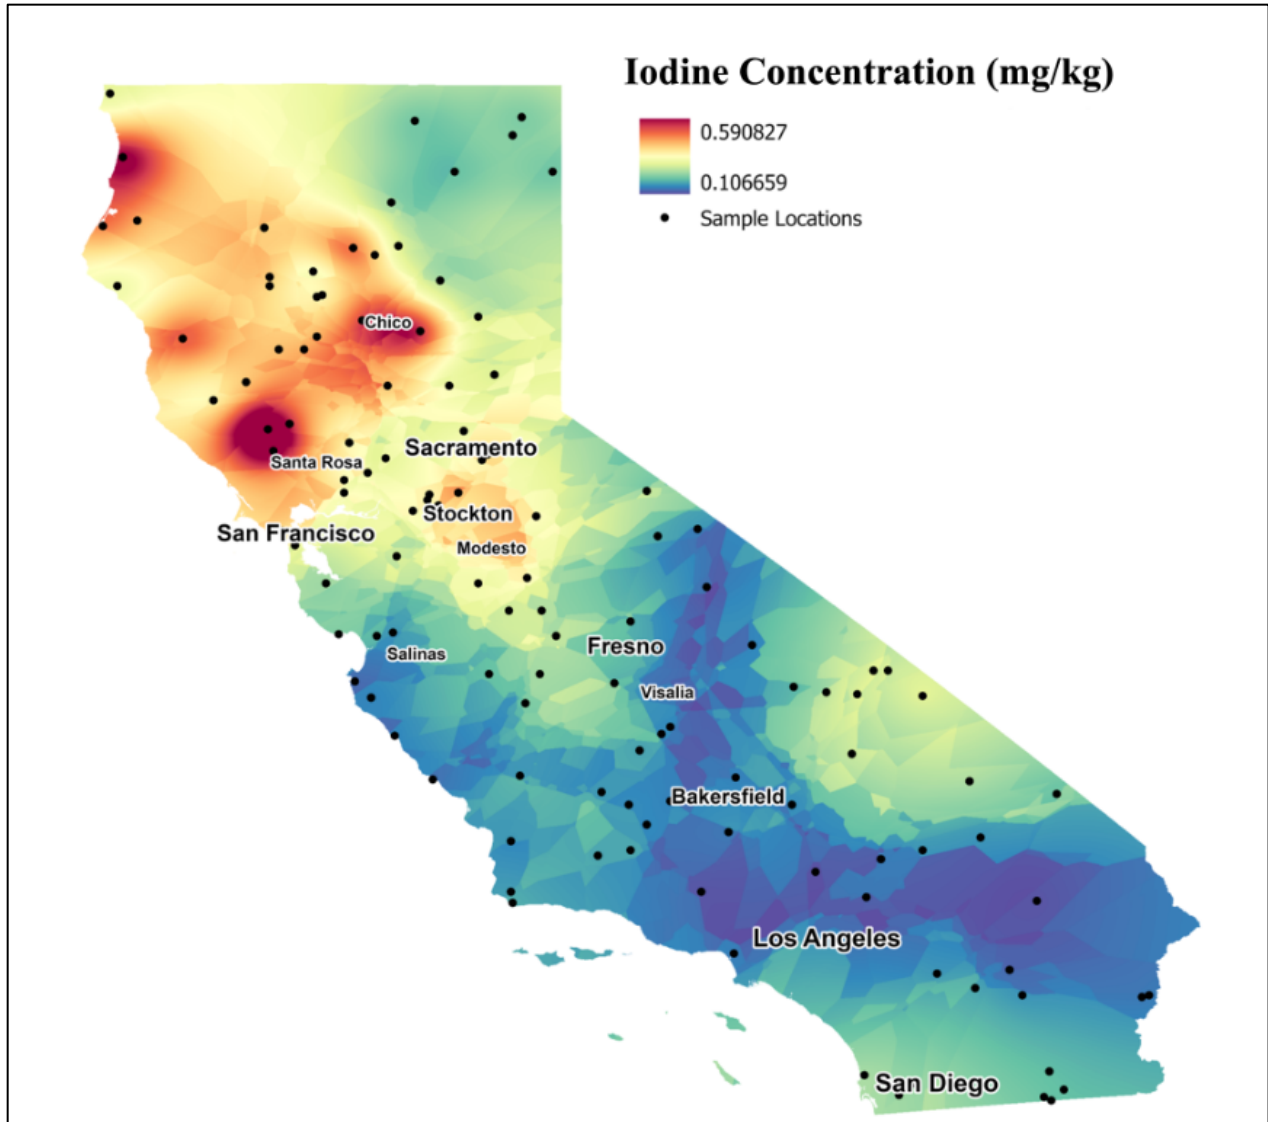 Iodine Concentration (mg/kg)
0.590827
0.106659
Sample Locations
Chico
Sacramento
Santa Rosa
Stockton
San Francisco
Modesto
Fresno
Salinas
Visalia
Bakersfield
Los Angeles
San Diego